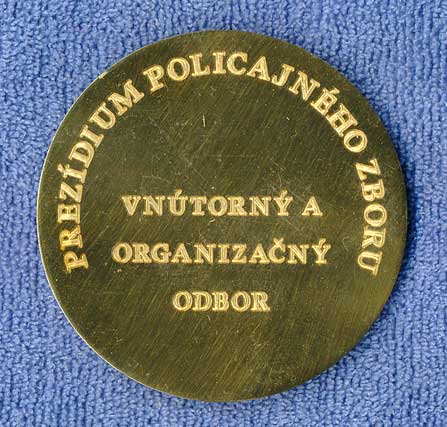 PREZÍDIUM POLICAJNÉHO ZBORU
VNÚTORNÝ A
ORGANIZAČNÝ
ODBOR